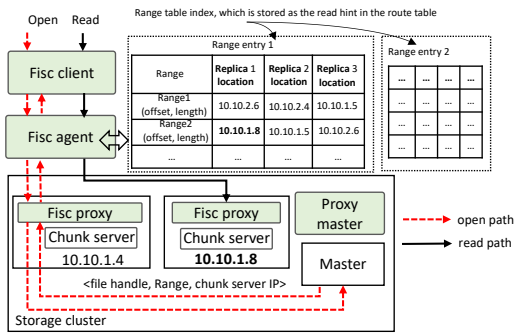 Range table index, which is stored as the read hint in the route table
Open
Read
Range entry 1
Range entry 2
Fisc client
Range
Replica 1 location
Replica 2 location
Replica 3 location
Range1 (offset, length)
10.10.2.6
10.10.2.4
10.10.1.5
Range2 (offset, length)
10.10.1.8
10.10.1.5
10.10.2.6
...
...
...
...
... ... ... ...
... ... ... ...
... ... ... ...
... ... ... ...
Fisc agent
Fisc proxy
Chunk server
10.10.1.4
Fisc proxy
Chunk server
10.10.1.8
Proxy master
Master
<file handle, Range, chunk server IP>
Storage cluster
open path
read path